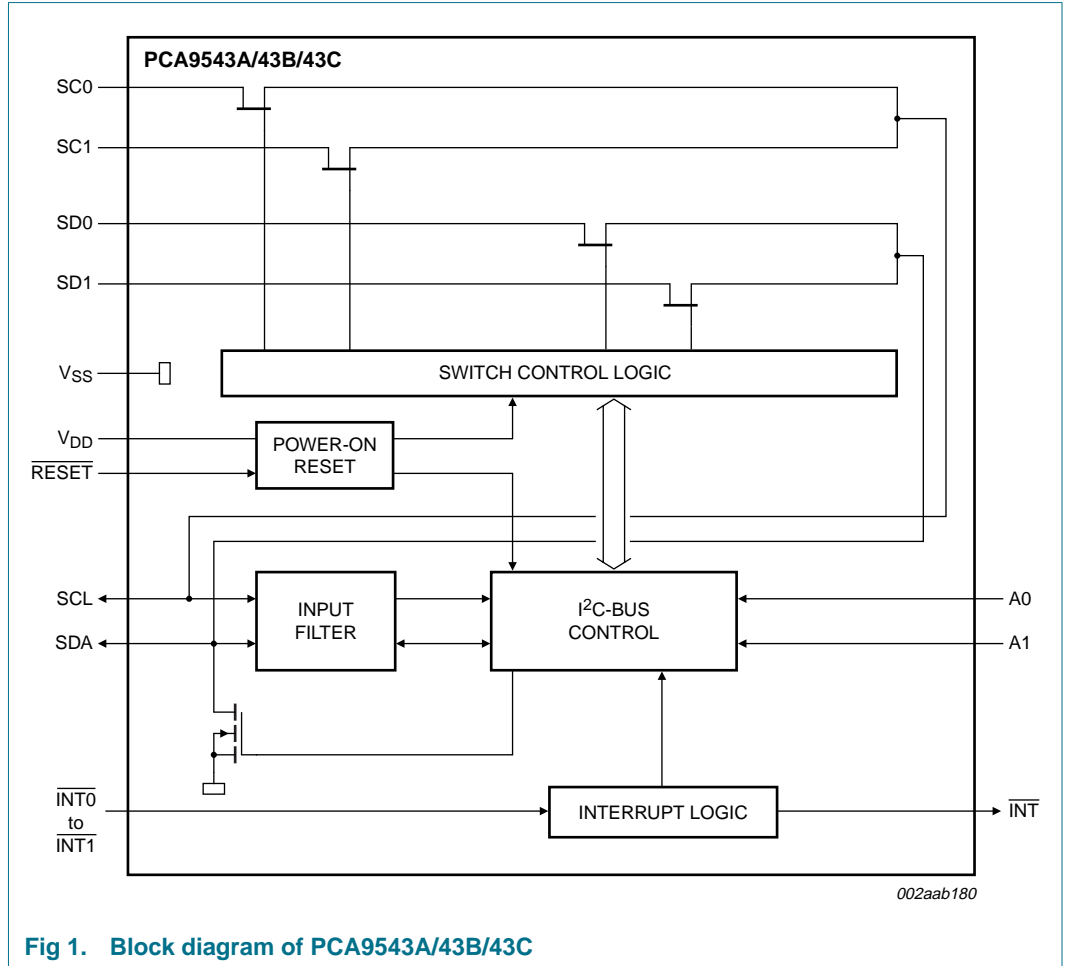 PCA9543A/43B/43C
SC0
SC1
SD0
SD1
VSS
SWITCH CONTROL LOGIC
VDD
POWER-ON
RESET
RESET
SCL
INPUT
FILTER
I2C-BUS
CONTROL
A0
SDA
A1
INT0
to
INT1
INTERRUPT LOGIC
INT
002aab180
Fig 1. Block diagram of PCA9543A/43B/43C